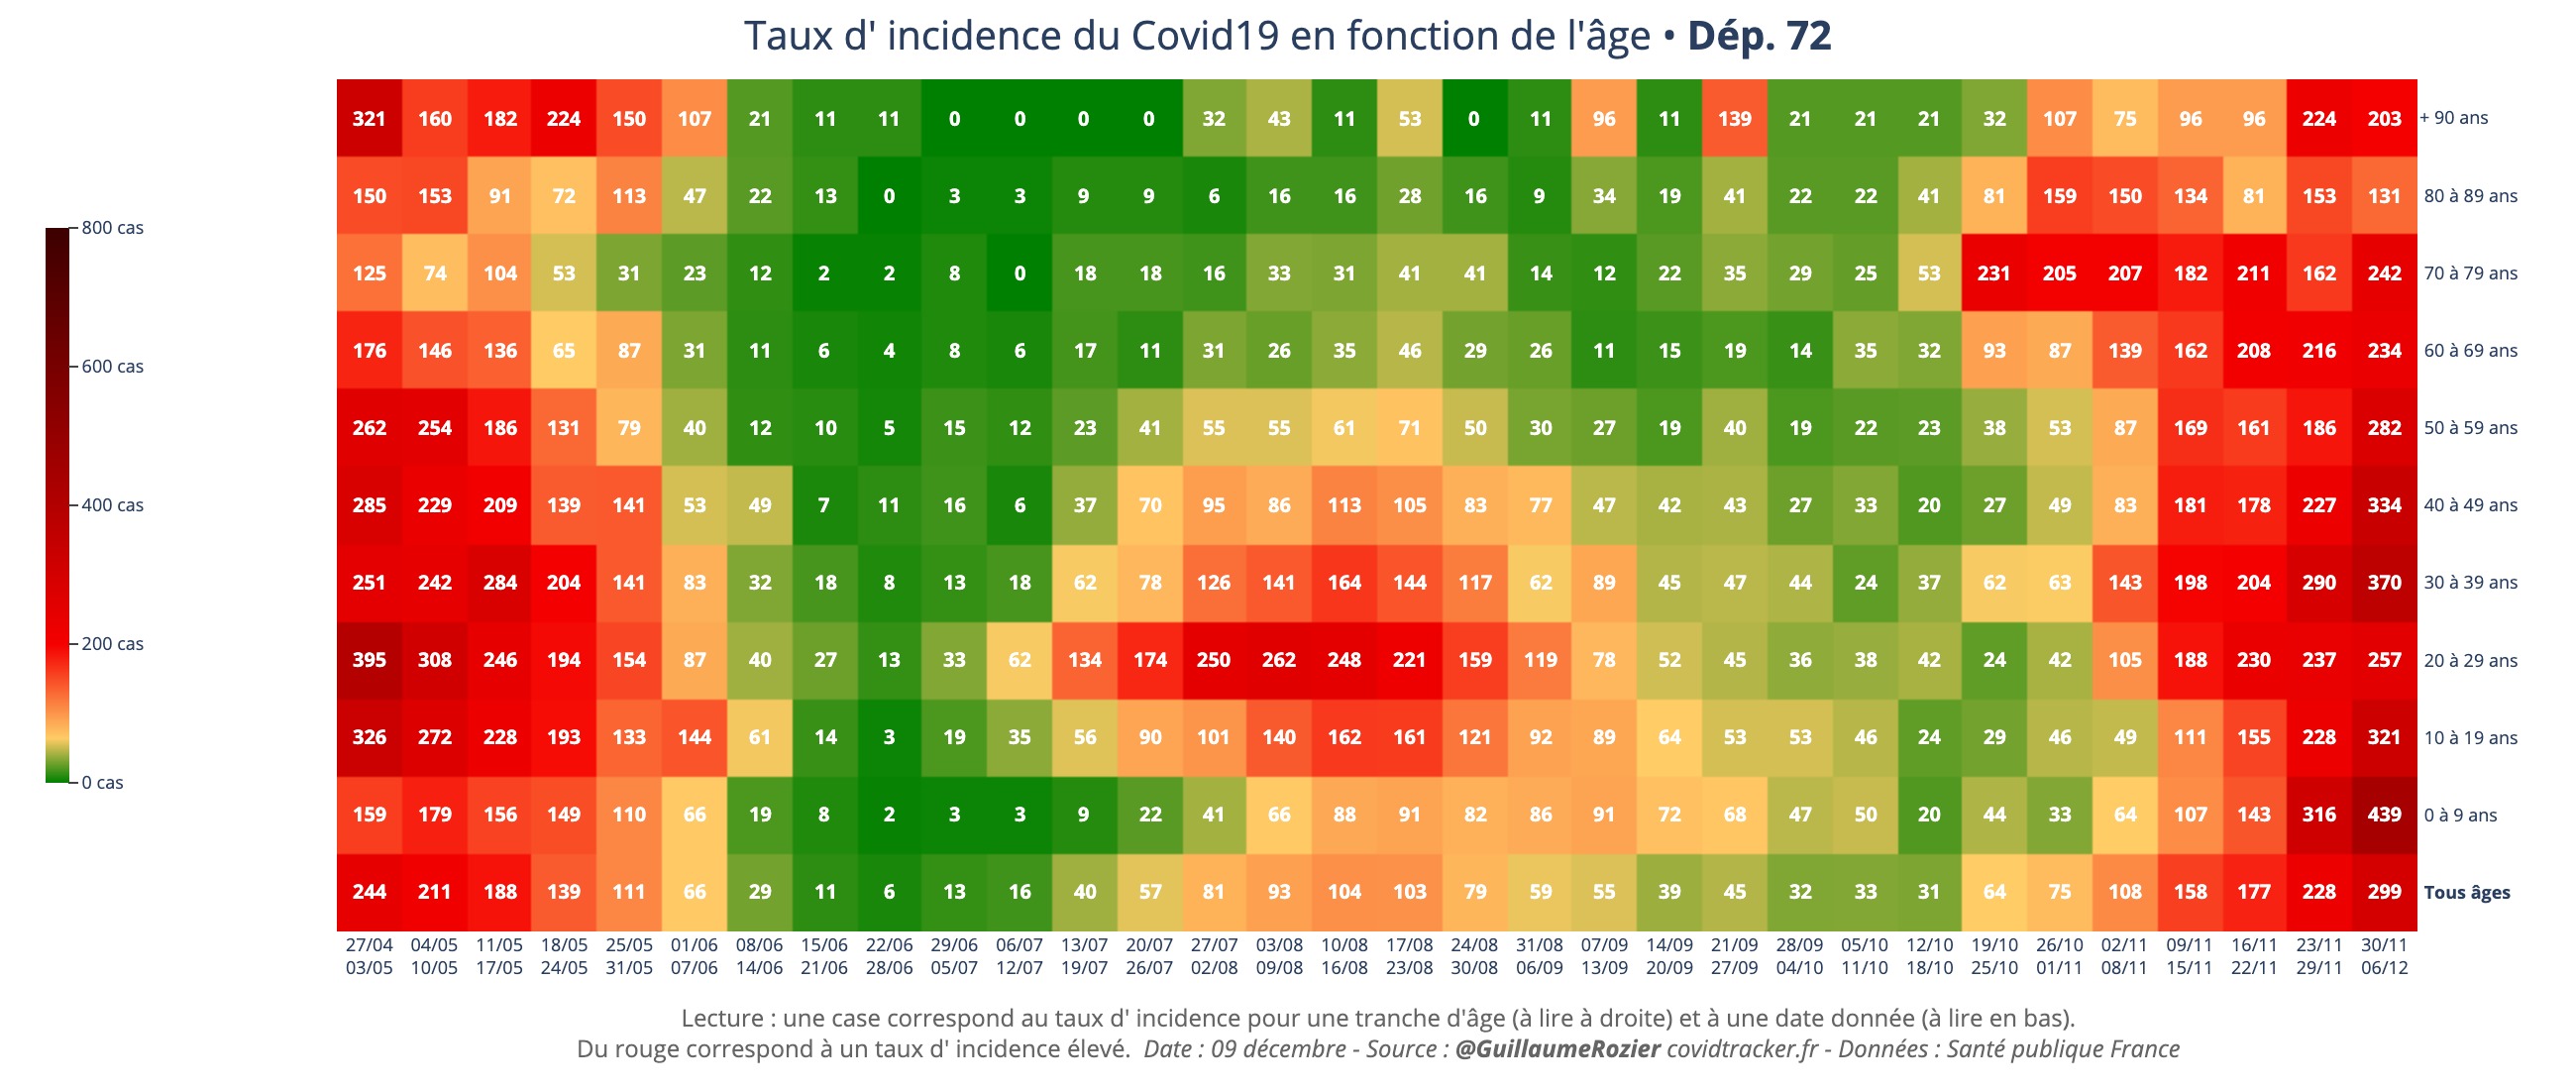 Taux d' incidence du Covid19 en fonction de l'âge • Dép. 72
321 160 182 224 150 107 21 11 11 0 0 0 0 32 43 11 53 0 11 96 11 139 21 21 21 32 107 75 96 96 224 203 + 90 ans
150 153 91 72 113 47 22 13 0 3 3 9 9 6 16 16 28 16 9 34 19 41 22 22 41 81 159 150 134 81 153 131 80 à 89 ans
800 cas
125 74 104 53 31 23 12 2 2 8 0 18 18 16 33 31 41 41 14 12 22 35 29 25 53 231 205 207 182 211 162 242 70 à 79 ans
176 146 136 65 87 31 11 6 4 8 6 17 11 31 26 35 46 29 26 11 15 19 14 35 32 93 87 139 162 208 216 234 60 à 69 ans
600 cas
262 254 186 131 79 40 12 10 5 15 12 23 41 55 55 61 71 50 30 27 19 40 19 22 23 38 53 87 169 161 186 282 50 à 59 ans
400 cas
285 229 209 139 141 53 49 7 11 16 6 37 70 95 86 113 105 83 77 47 42 43 27 33 20 27 49 83 181 178 227 334 40 à 49 ans
251 242 284 204 141 83 32 18 8 13 18 62 78 126 141 164 144 117 62 89 45 47 44 24 37 62 63 143 198 204 290 370 30 à 39 ans
200 cas
395 308 246 194 154 87 40 27 13 33 62 134 174 250 262 248 221 159 119 78 52 45 36 38 42 24 42 105 188 230 237 257 20 à 29 ans
326 272 228 193 133 144 61 14 3 19 35 56 90 101 140 162 161 121 92 89 64 53 53 46 24 29 46 49 111 155 228 321 10 à 19 ans
0 cas
159 179 156 149 110 66 19 8 2 3 3 9 22 41 66 88 91 82 86 91 72 68 47 50 20 44 33 64 107 143 316 439 0 à 9 ans
244 211 188 139 111 66 29 11 6 13 16 40 57 81 93 104 103 79 59 55 39 45 32 33 31 64 75 108 158 177 228 299 Tous âges
27/04 04/05 11/05 18/05 25/05 01/06 08/06 15/06 22/06 29/06 06/07 13/07 20/07 27/07 03/08 10/08 17/08 24/08 31/08 07/09 14/09 21/09 28/09 05/10 12/10 19/10 26/10 02/11 09/11 16/11 23/11 30/11
03/05 10/05 17/05 24/05 31/05 07/06 14/06 21/06 28/06 05/07 12/07 19/07 26/07 02/08 09/08 16/08 23/08 30/08 06/09 13/09 20/09 27/09 04/10 11/10 18/10 25/10 01/11 08/11 15/11 22/11 29/11 06/12
Lecture : une case correspond au taux d' incidence pour une tranche d'âge (à lire à droite) et à une date donnée (à lire en bas).
Du rouge correspond à un taux d' incidence élevé. Date : 09 décembre - Source : @GuillaumeRozier covidtracker.fr - Données : Santé publique France